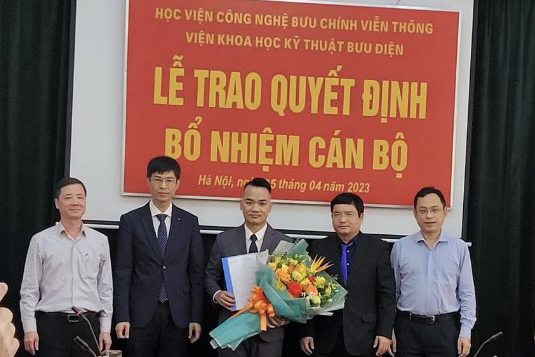 HỌC VIỆN CÔNG NGHỆ BƯU CHÍNH VIỄN THÔNG
VIỆN KHOA HỌC KỸ THUẬT BƯU ĐIỆN
LỄ TRAO QUYẾT ĐỊNH
BỔ NHIỆM CÁN BỘ
Hà Nội, ngày tháng 04 năm 2023